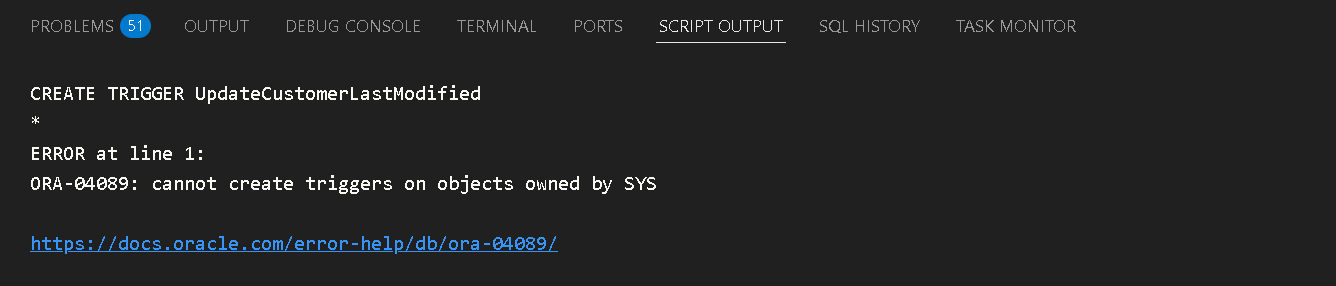 PROBLEMS 51 OUTPUT DEBUG CONSOLE TERMINAL PORTS SCRIPT OUTPUT SQL HISTORY TASK MONITOR
CREATE TRIGGER UpdateCustomerLastModified
*
ERROR at line 1:
ORA-04089: cannot create triggers on objects owned by SYS
https://docs.oracle.com/error-help/db/ora-04089/